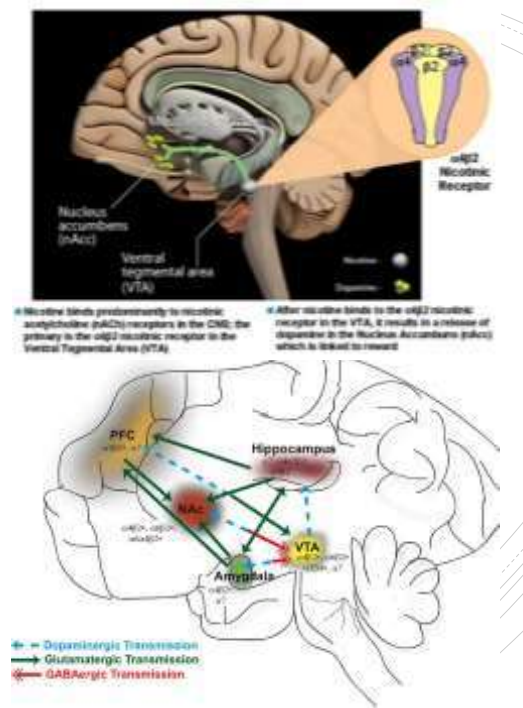 β2
α4
β2
α4β2
Nicotinic
Receptor
Nucleus
accumbens
(nAcc)
Ventral
tegmental area
(VTA)
Nicotine
Dopamine
Nicotine binds predominantly to nicotinic
acetylcholine (nACh) receptors in the CNS; the
primary is the α4β2 nicotinic receptor in the
Ventral Tegmental Area (VTA)
After nicotine binds to the α4β2 nicotinic
receptor in the VTA, it results in a release of
dopamine in the Nucleus Accumbens (nAcc)
which is linked to reward
PFC
Hippocampus
NAc
VTA
Amygdala
Dopaminergic Transmission
Glutamatergic Transmission
GABAergic Transmission